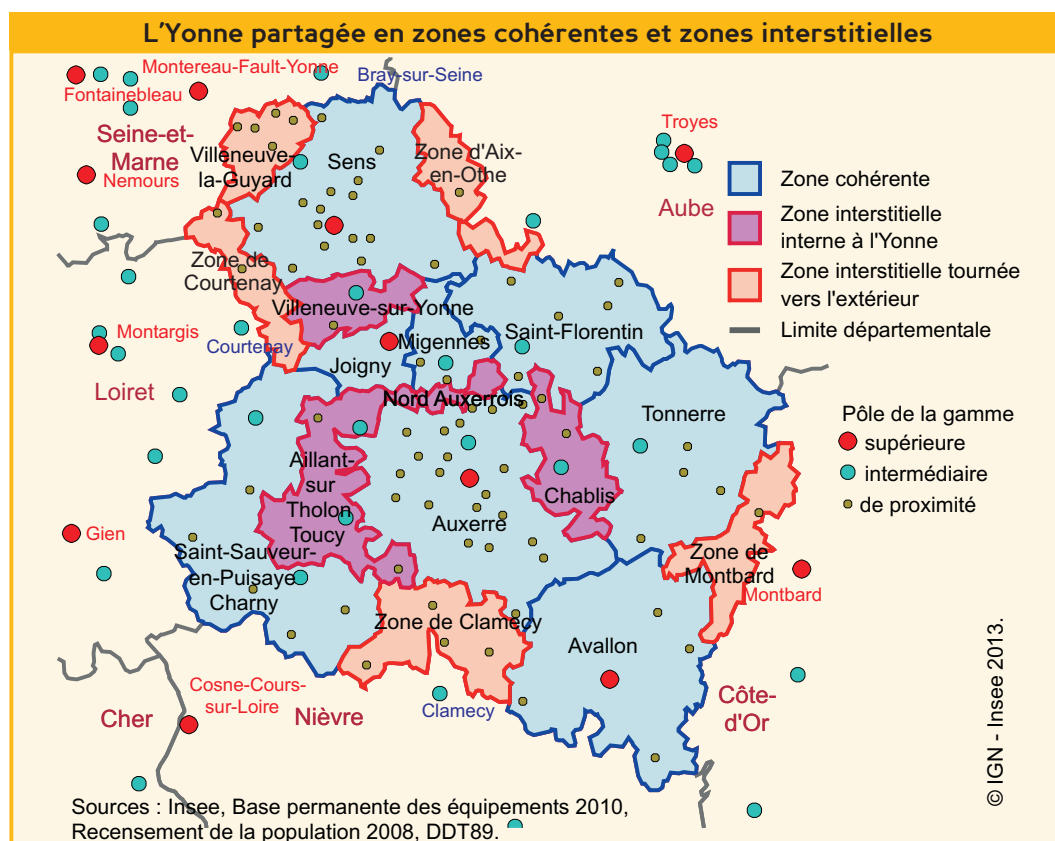 L'Yonne partagée en zones cohérentes et zones interstitielles
Montereau-Fault-Yonne
Bray-sur-Seine
Fontainebleau
Seine-et-
Marne
Nemours
Villeneuve-
la-Guyard
Sens
Zone d'Aix-
en-Othe
Troyes
Aube
Zone cohérente
Zone interstitielle
interne à l'Yonne
Zone interstitielle tournée
vers l'extérieur
Limite départementale
Zone de
Courtenay
Villeneuve-sur-Yonne
Saint-Florentin
Montargis
Courtenay
Migennes
Joigny
Loiret
Nord Auxerrois
Tonnerre
Pôle de la gamme
supérieure
intermédiaire
de proximité
Aillant-
sur
Tholon
Toucy
Chablis
Auxerre
Gien
Saint-Sauveur-
en-Puisaye
Charny
Zone de
Montbard
Montbard
Zone de Clamecy
Avallon
Cosne-Cours-
sur-Loire
Cher
Nièvre
Clamecy
Côte-
d'Or
© IGN - Insee 2013.
Sources : Insee, Base permanente des équipements 2010,
Recensement de la population 2008, DDT89.